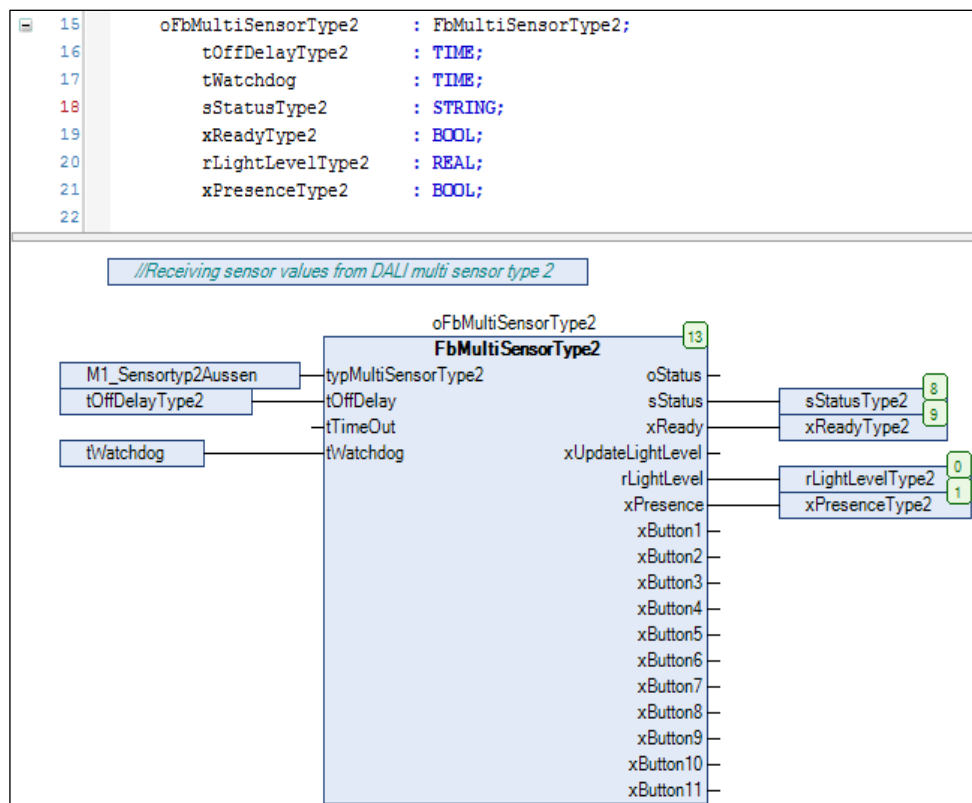 15 oFbMultiSensorType2 : FbMultiSensorType2;
16 tOffDelayType2 : TIME;
17 tWatchdog : TIME;
18 sStatusType2 : STRING;
19 xReadyType2 : BOOL;
20 rLightLevelType2 : REAL;
21 xPresenceType2 : BOOL;
22
//Receiving sensor values from DALI multi sensor type 2
oFbMultiSensorType2
13
FbMultiSensorType2
M1_Sensortyp2Aussen typMultiSensorType2 oStatus
8
tOffDelayType2 tOffDelay sStatus sStatusType2
9
tTimeOut xReady xReadyType2
tWatchdog tWatchdog xUpdateLightLevel
0
rLightLevel rLightLevelType2
1
xPresence xPresenceType2
xButton1
xButton2
xButton3
xButton4
xButton5
xButton6
xButton7
xButton8
xButton9
xButton10
xButton11